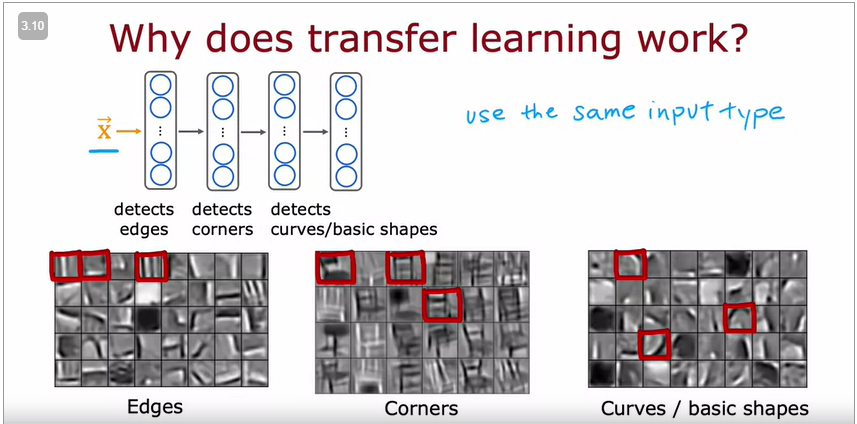 3.10
Why does transfer learning work?
use the same input type
x
detects edges
detects corners
detects curves/basic shapes
Edges
Corners
Curves / basic shapes